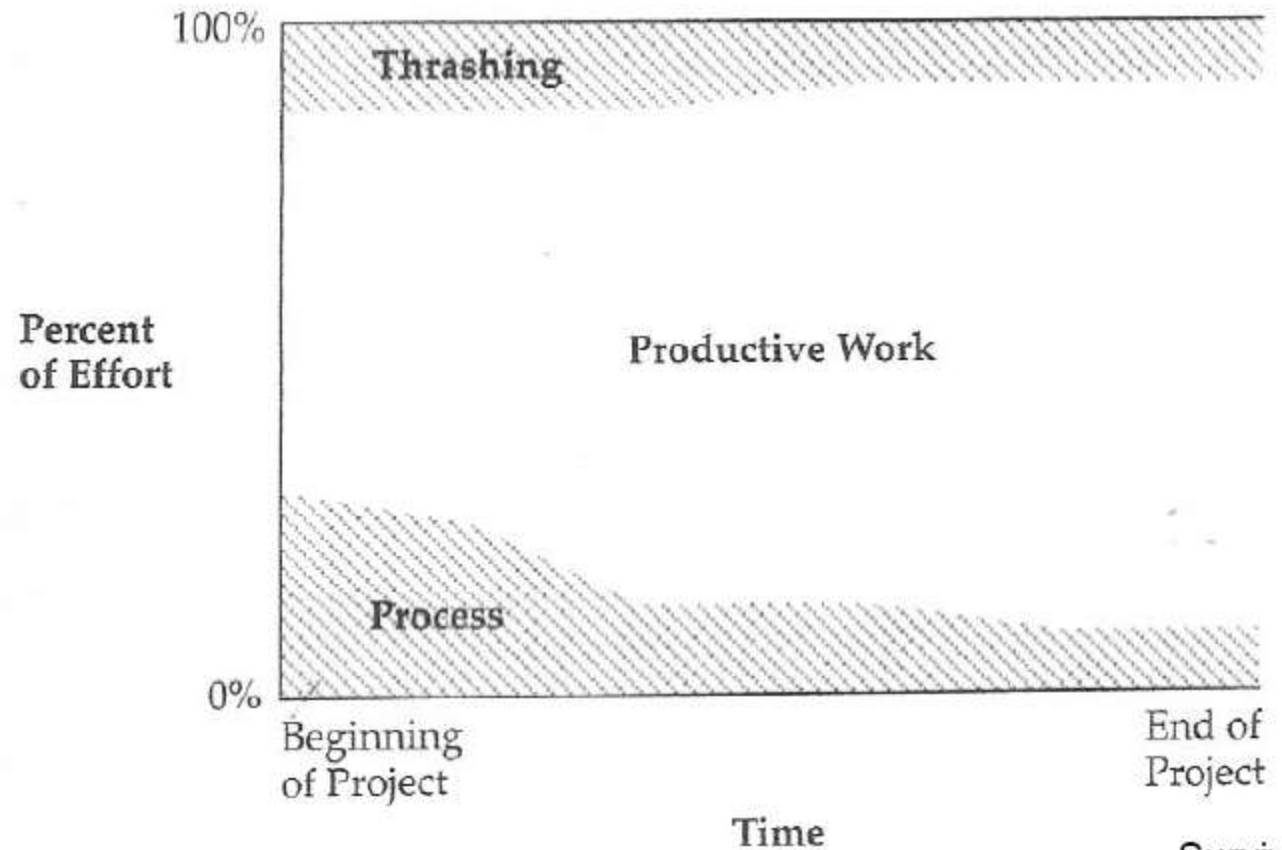 100%
Thrashing
Percent
of Effort
Productive Work
Process
0%
Beginning
of Project
End of
Project
Time